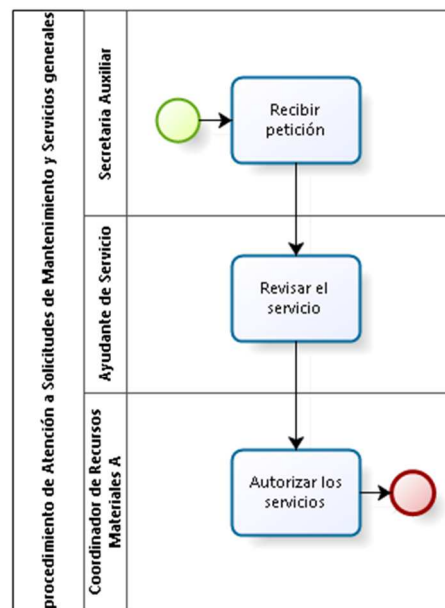 procedimiento de Atención a Solicitudes de Mantenimiento y Servicios generales
Secretaria Auxiliar
Recibir
petición
Ayudante de Servicio
Revisar el
servicio
Coordinador de Recursos
Materiales A
Autorizar los
servicios